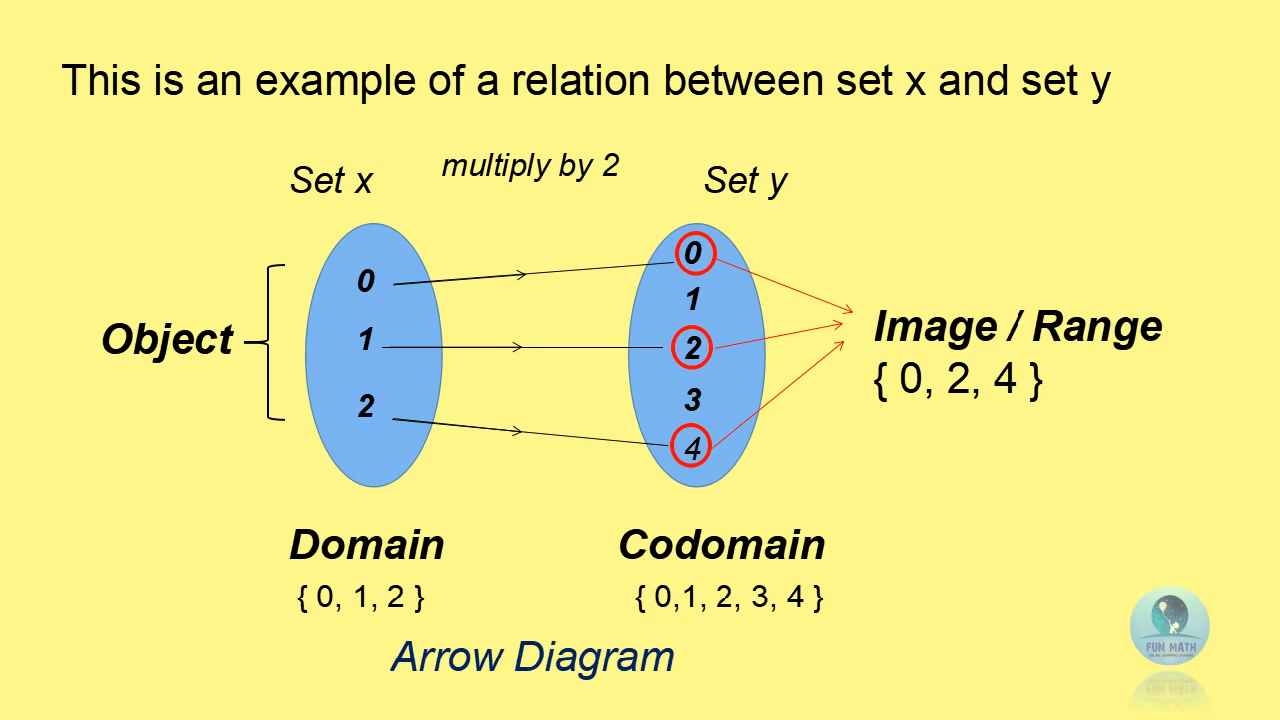 This is an example of a relation between set x and set y
Set x
multiply by 2
Set y
0
1
2
0
1
2
3
4
Object
Image / Range
{ 0, 2, 4 }
Domain
Codomain
{ 0, 1, 2 }
{ 0,1, 2, 3, 4 }
Arrow Diagram
FUN MATH